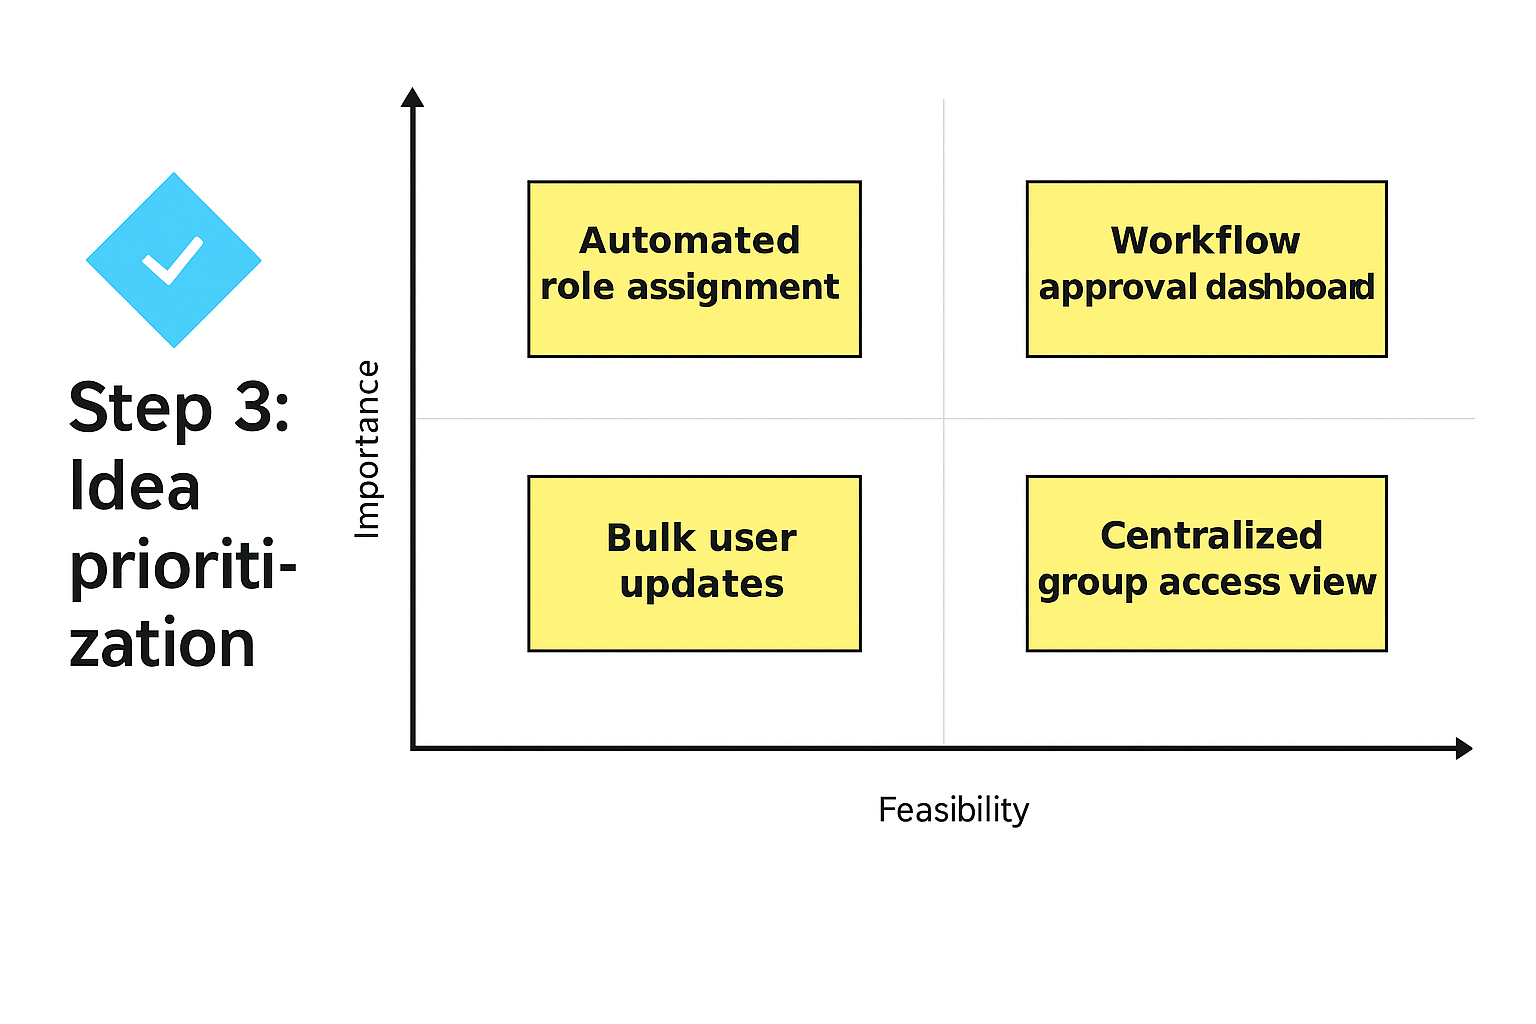 Step 3:
Idea
prioriti-
zation
Importance
Automated
role assignment
Workflow
approval dashboard
Bulk user
updates
Centralized
group access view
Feasibility